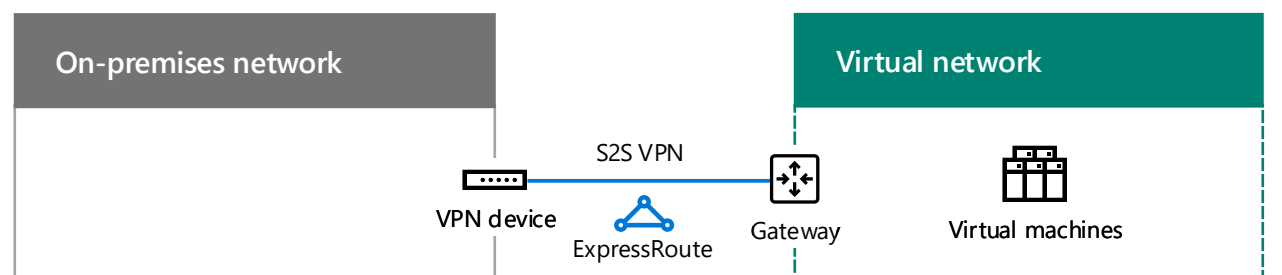 On-premises network
Virtual network
S2S VPN
VPN device
ExpressRoute
Gateway
Virtual machines